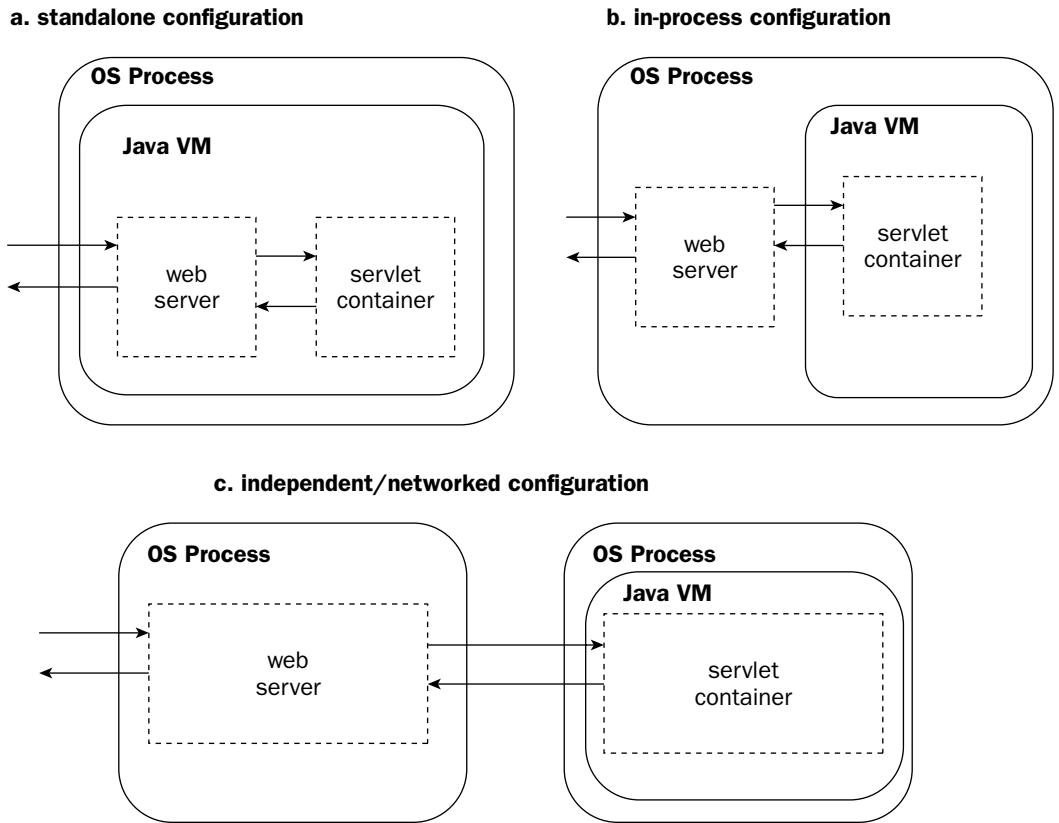 a. standalone configuration
b. in-process configuration
OS Process
Java VM
web
server
servlet
container
OS Process
Java VM
web
server
servlet
container
c. independent/networked configuration
OS Process
web
server
OS Process
Java VM
servlet
container